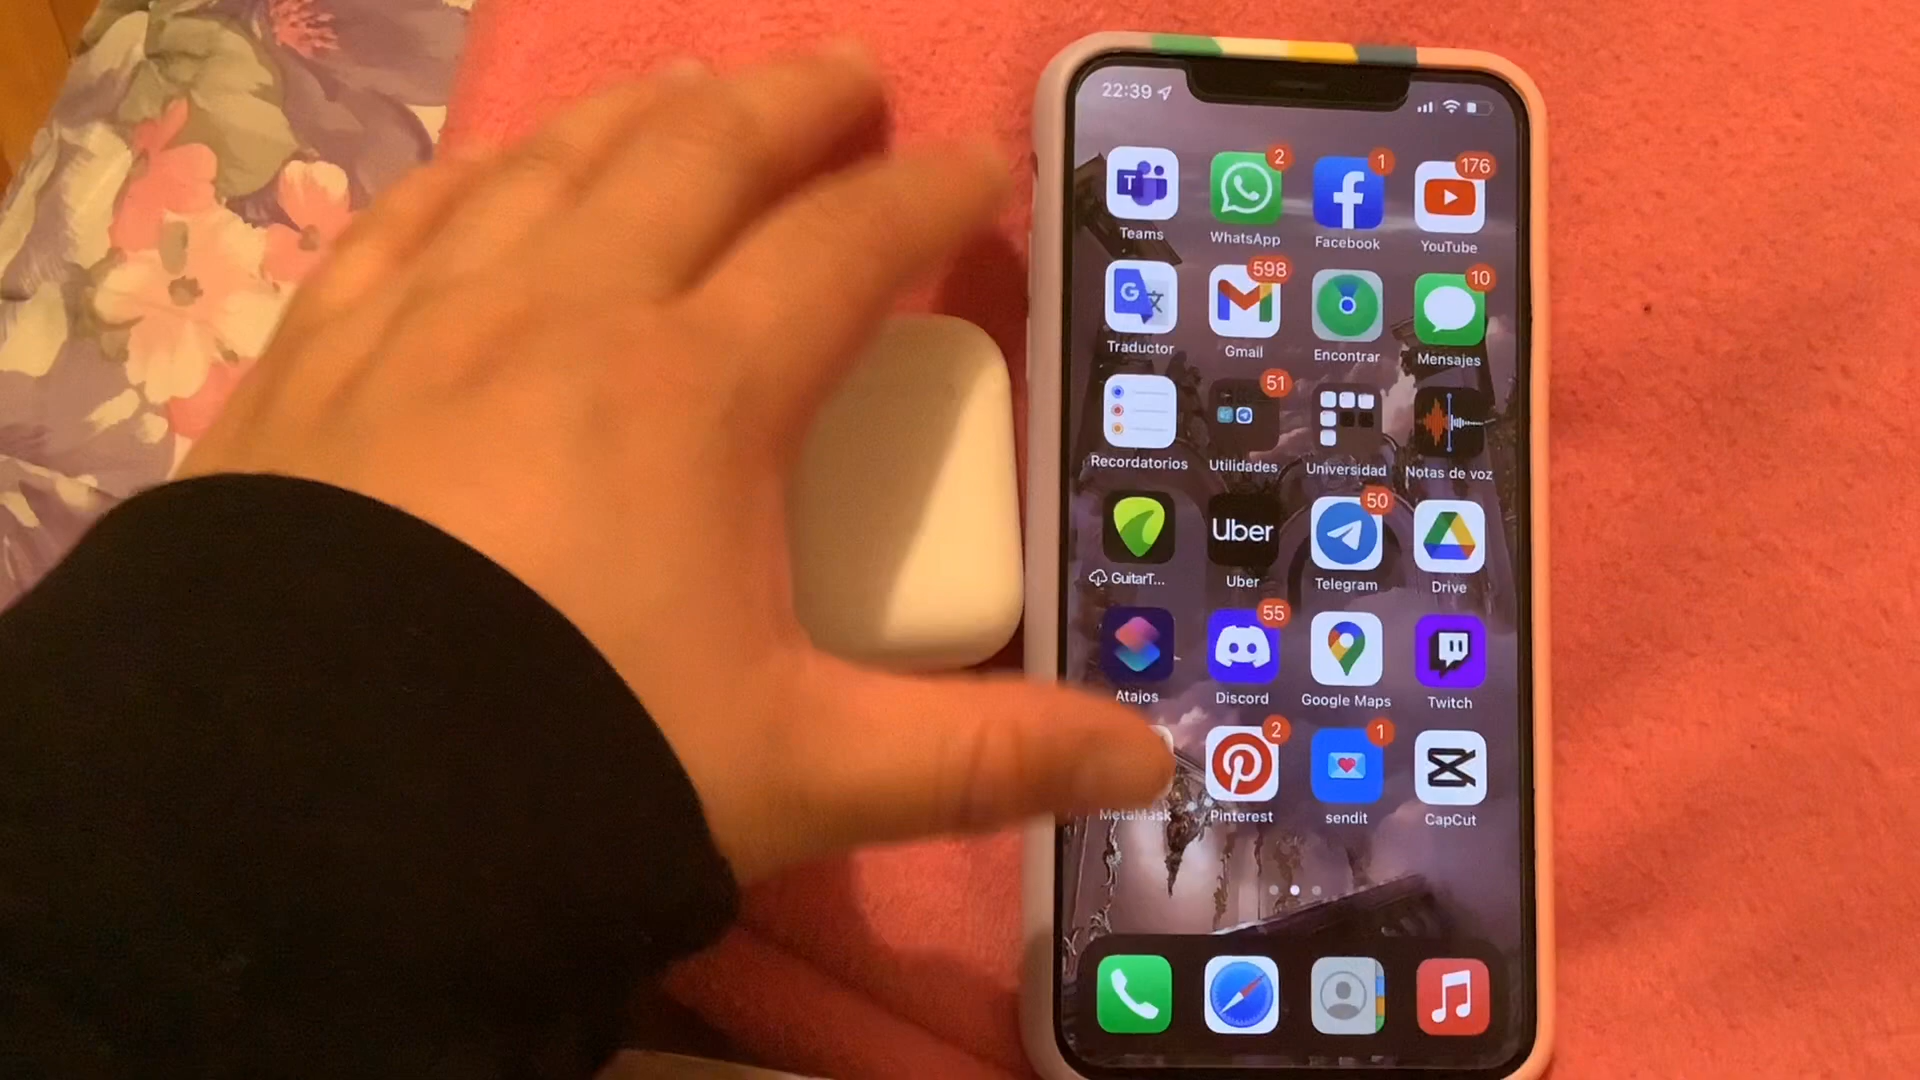 22:39
2 1 176
Teams WhatsApp Facebook YouTube
598 10
Traductor Gmail Encontrar Mensajes
51
Recordatorios Utilidades Universidad Notas de voz
50
Uber
GuitarT... Uber Telegram Drive
55
Atajos Discord Google Maps Twitch
2 1
MetaMask Pinterest sendit CapCut